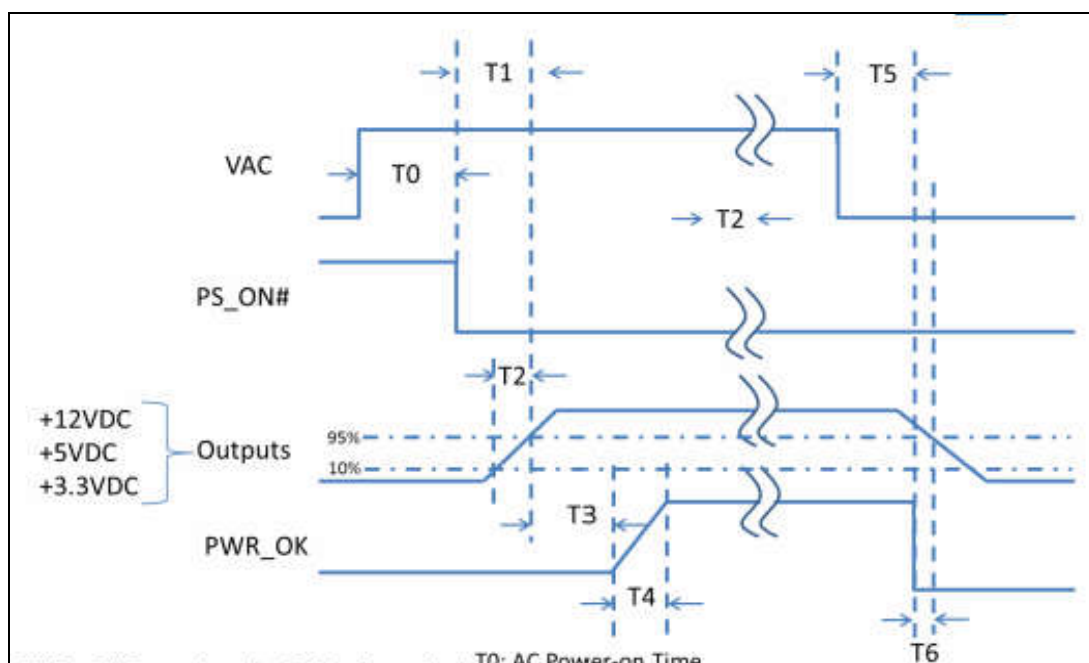 T1
T5
VAC
T0
T2
PS_ON#
T2
+12VDC
+5VDC
+3.3VDC
Outputs
95%
10%
T3
PWR_OK
T4
T6
T0: AC Power-on Time